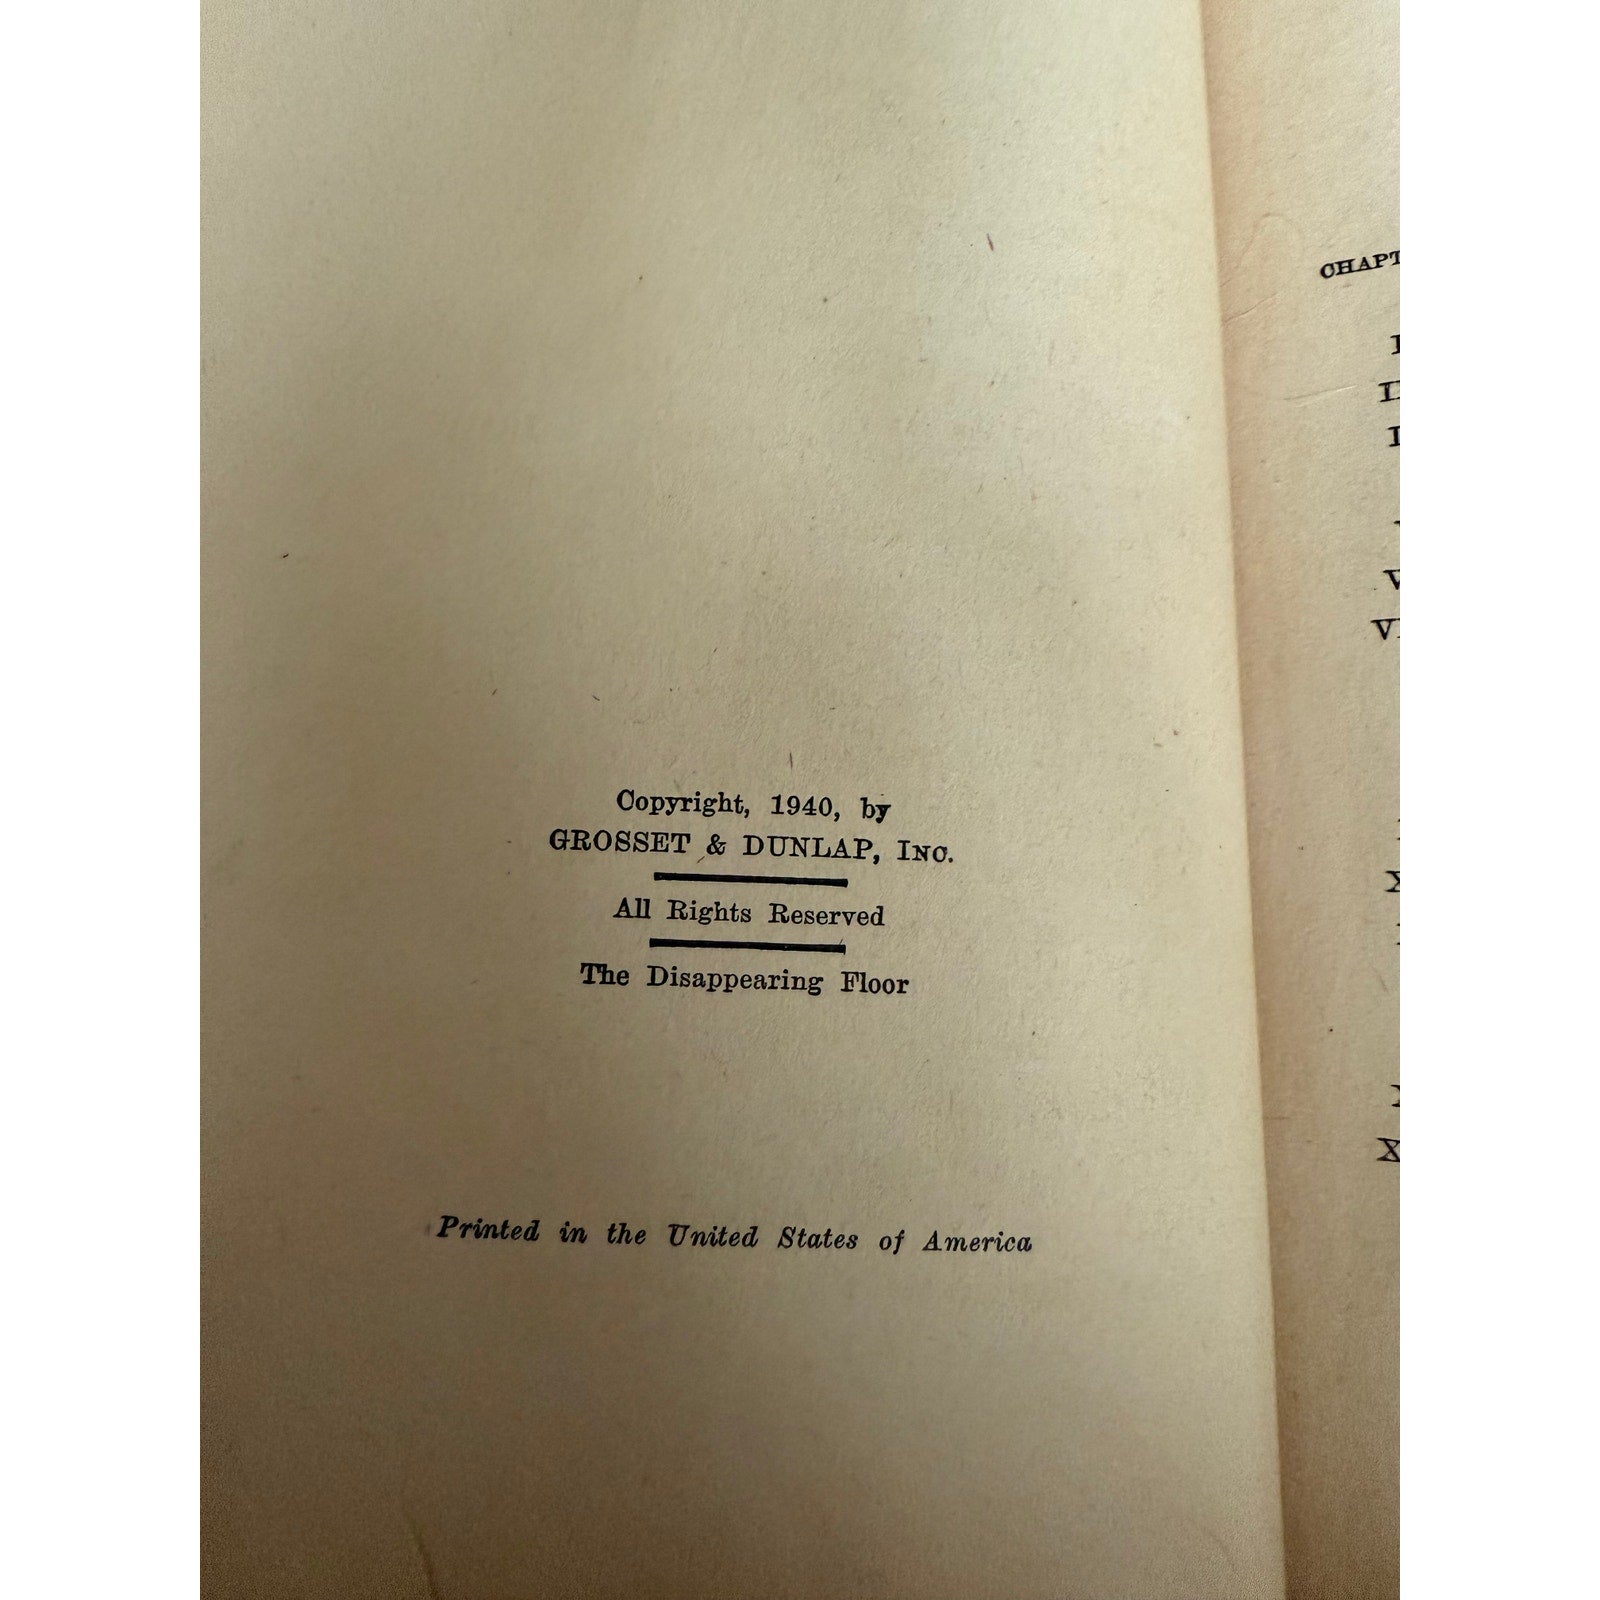 Copyright, 1940, by
GROSSET & DUNLAP, INC.
All Rights Reserved
The Disappearing Floor
Printed in the United States of America
CHAPT